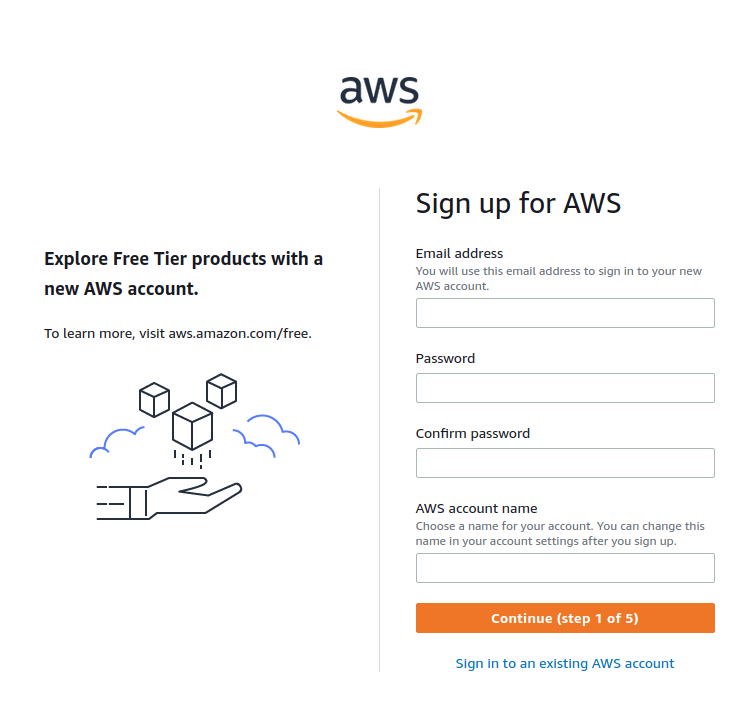 aws
Explore Free Tier products with a
new AWS account.
To learn more, visit aws.amazon.com/free.
Sign up for AWS
Email address
You will use this email address to sign in to your new
AWS account.
Password
Confirm password
AWS account name
Choose a name for your account. You can change this
name in your account settings after you sign up.
Continue (step 1 of 5)
Sign in to an existing AWS account